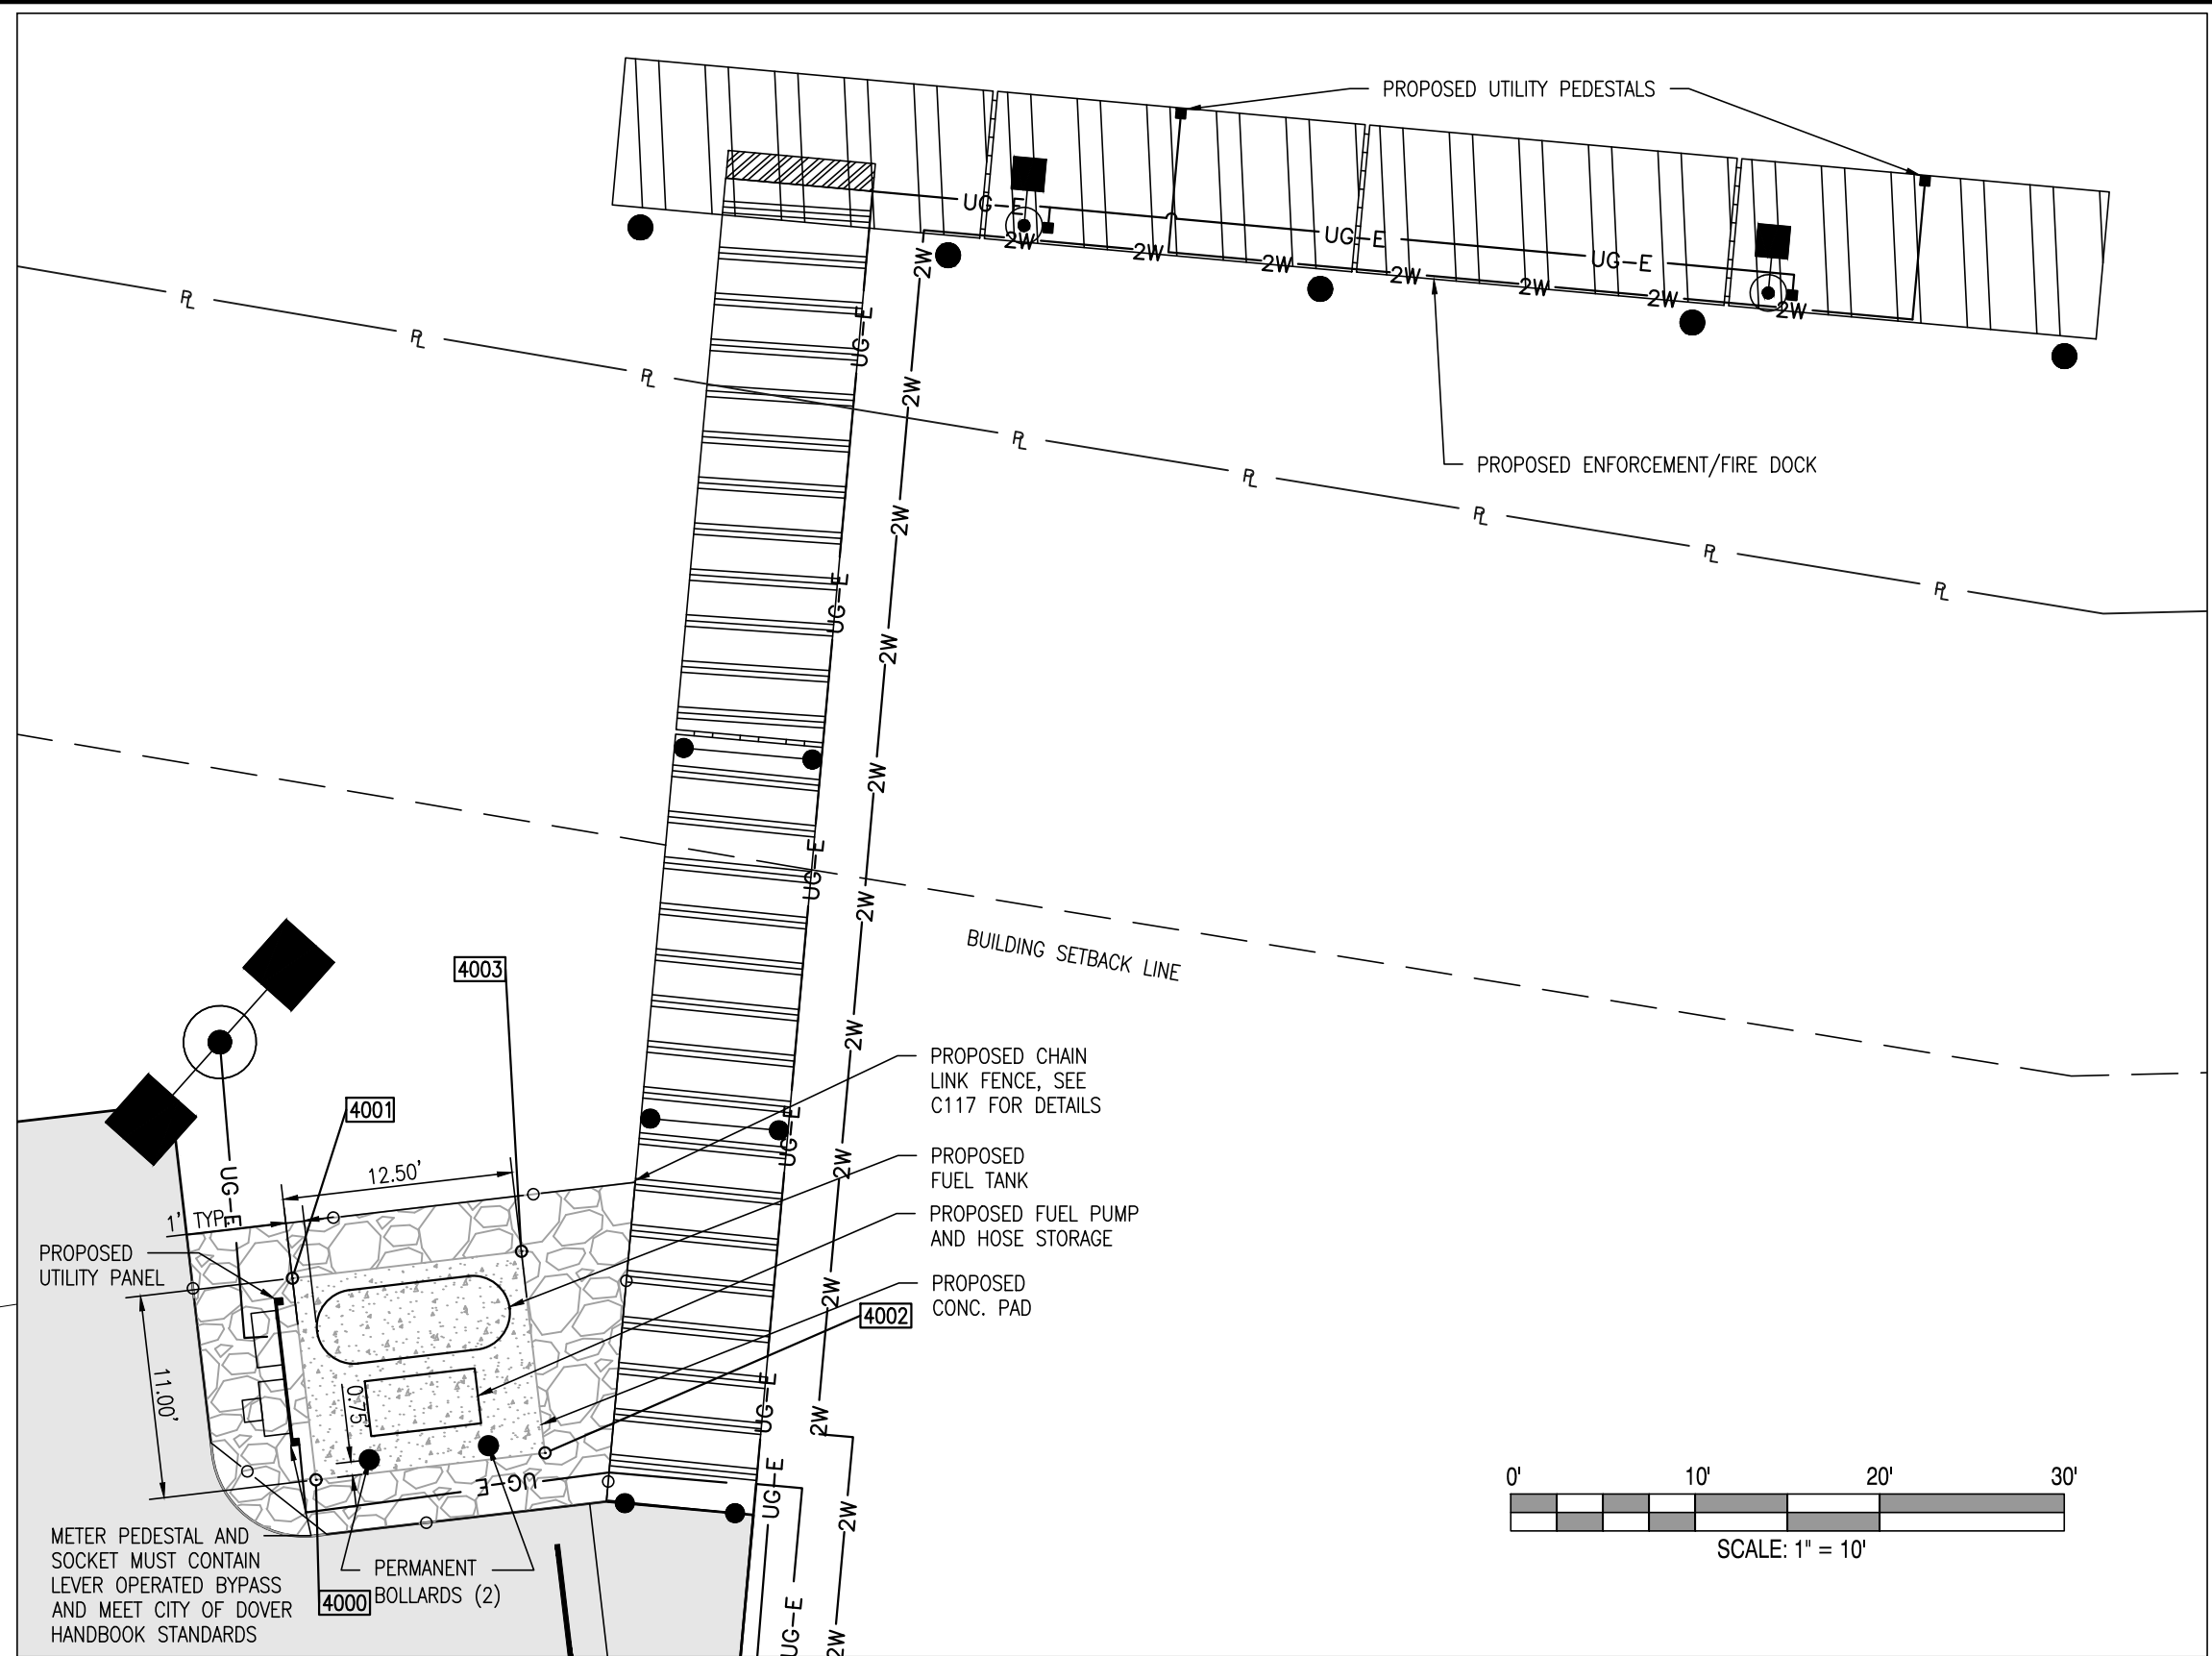 PROPOSED UTILITY PEDESTALS
UG-E
UG-E
UG-E
2W
2W
2W
2W
2W
2W
2W
2W
PL
PL
PL
PL
PL
PL
PL
PL
PROPOSED ENFORCEMENT/FIRE DOCK
UG-E
2W
2W
UG-E
2W
2W
UG-E
2W
BUILDING SETBACK LINE
4003
2W
PROPOSED CHAIN
LINK FENCE, SEE
C117 FOR DETAILS
4001
UG-E
2W
PROPOSED
FUEL TANK
12.50'
UG-E
1' TYP.
PROPOSED FUEL PUMP
AND HOSE STORAGE
PROPOSED
UTILITY PANEL
PROPOSED
CONC. PAD
2W
4002
11.00'
0.75'
UG-E
2W
UG-E
UG-E
2W
0'
10'
20'
30'
SCALE: 1" = 10'
METER PEDESTAL AND
SOCKET MUST CONTAIN
LEVER OPERATED BYPASS
AND MEET CITY OF DOVER
HANDBOOK STANDARDS
PERMANENT
BOLLARDS (2)
4000
UG-E
2W